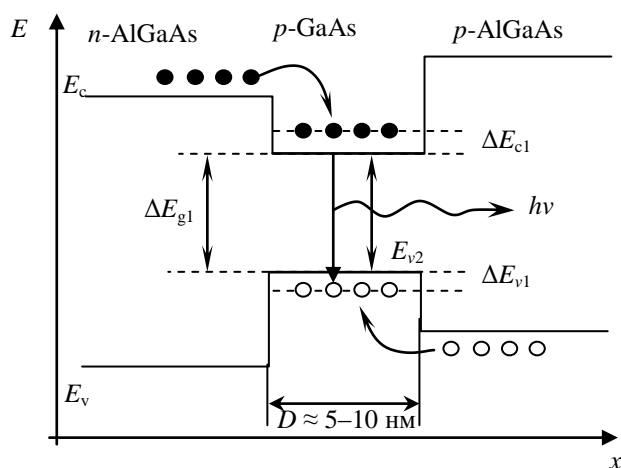 E
n-AlGaAs
p-GaAs
p-AlGaAs
E_c
ΔE_c1
ΔE_g1
hν
E_v2
ΔE_v1
E_v
D ≈ 5–10 нм
x